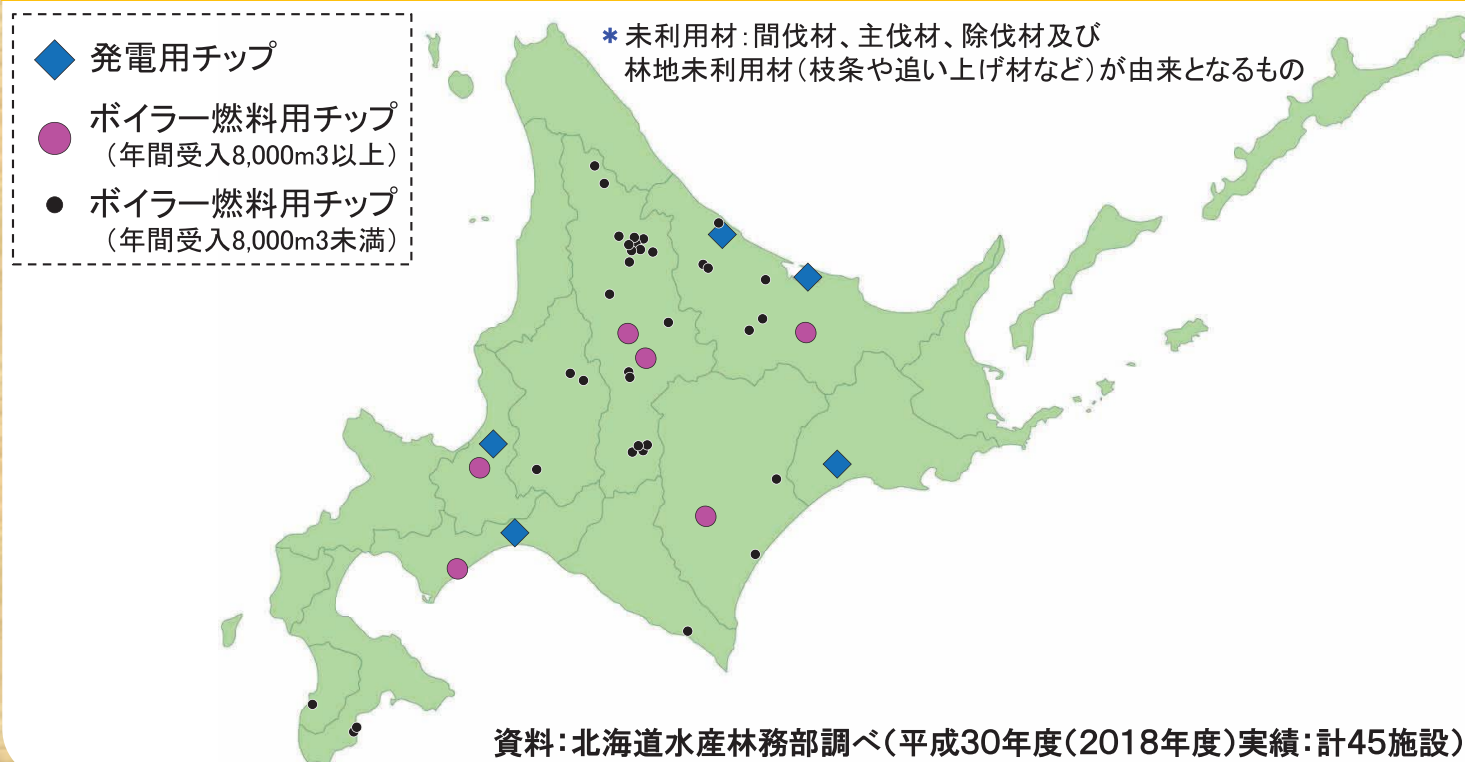 発電用チップ
ボイラー燃料用チップ
（年間受入8,000m3以上）
ボイラー燃料用チップ
（年間受入8,000m3未満）
＊未利用材：間伐材、主伐材、除伐材及び
林地未利用材（枝条や追い上げ材など）が由来となるもの
資料：北海道水産林務部調べ（平成30年度（2018年度）実績：計45施設）